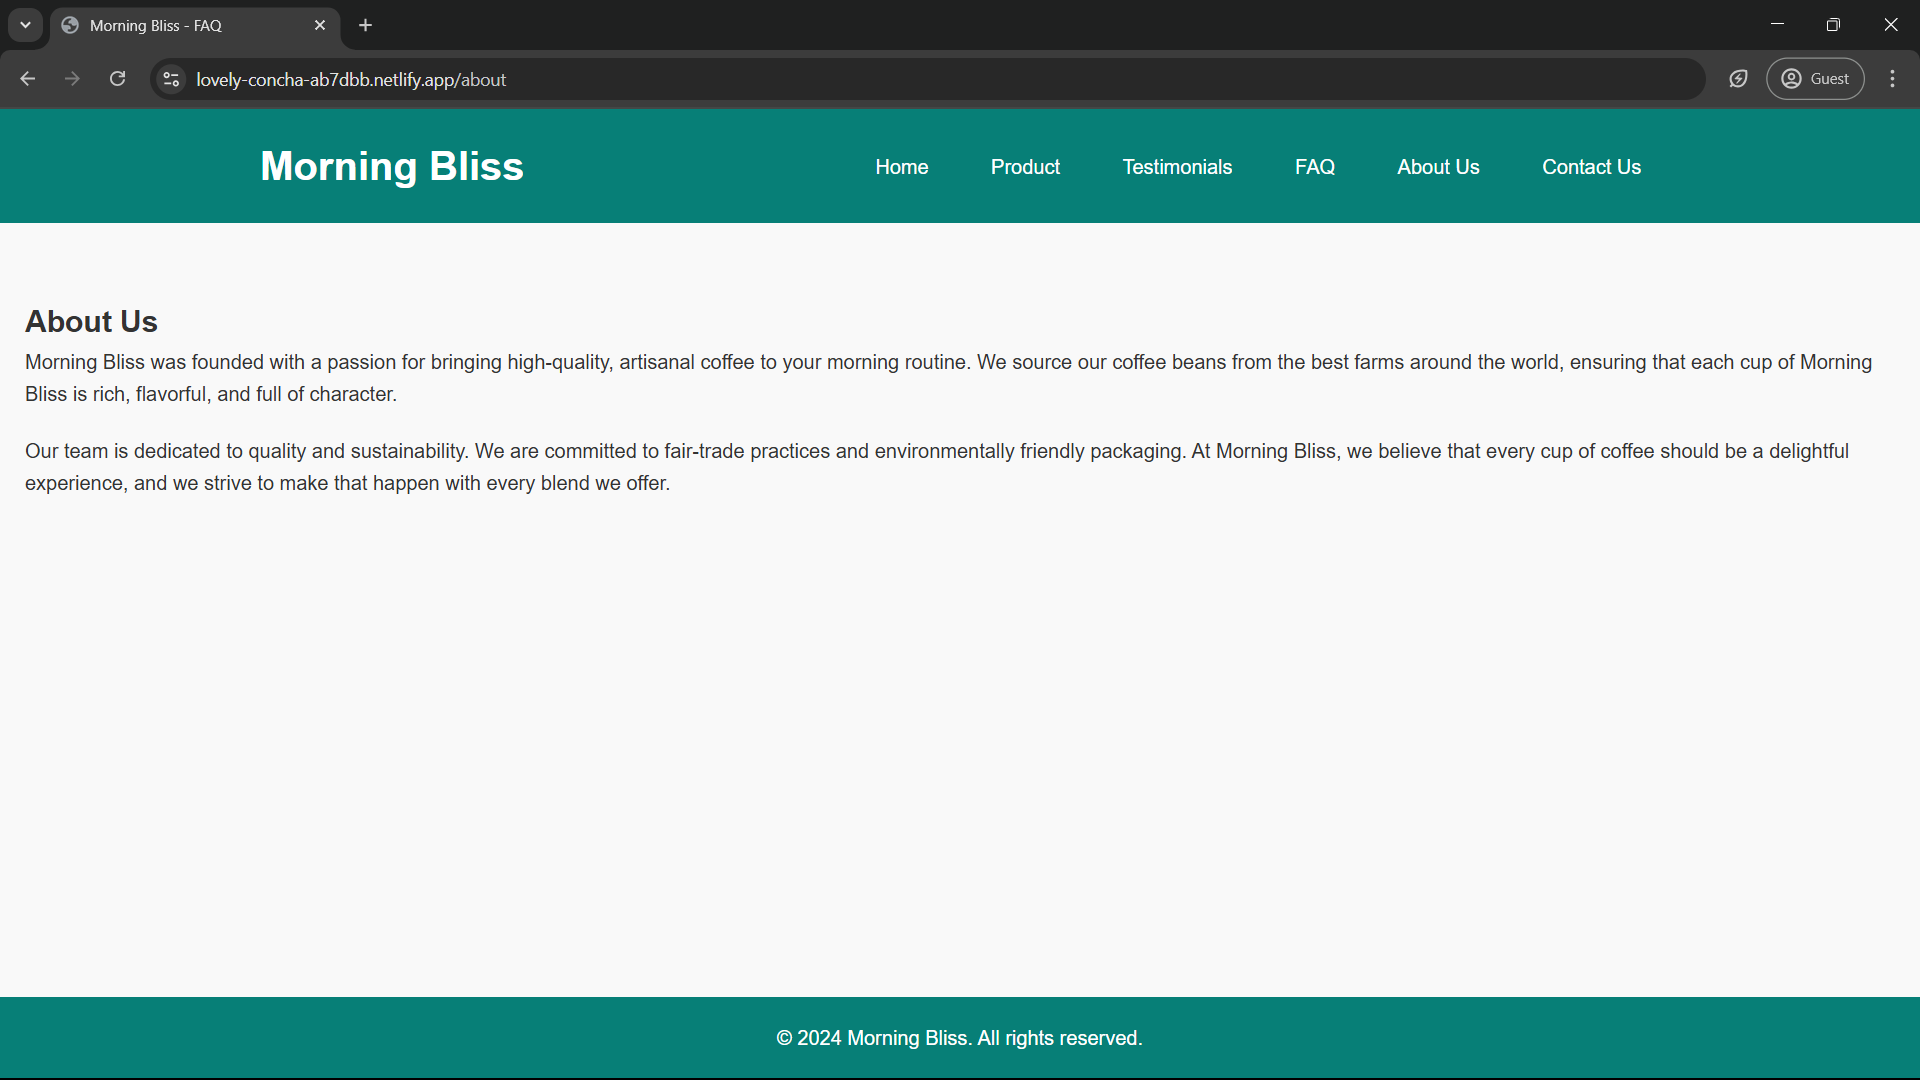 Morning Bliss - FAQ
lovely-concha-ab7dbb.netlify.app/about
Guest
Morning Bliss
Home Product Testimonials FAQ About Us Contact Us
About Us
Morning Bliss was founded with a passion for bringing high-quality, artisanal coffee to your morning routine. We source our coffee beans from the best farms around the world, ensuring that each cup of Morning
Bliss is rich, flavorful, and full of character.
Our team is dedicated to quality and sustainability. We are committed to fair-trade practices and environmentally friendly packaging. At Morning Bliss, we believe that every cup of coffee should be a delightful
experience, and we strive to make that happen with every blend we offer.
© 2024 Morning Bliss. All rights reserved.